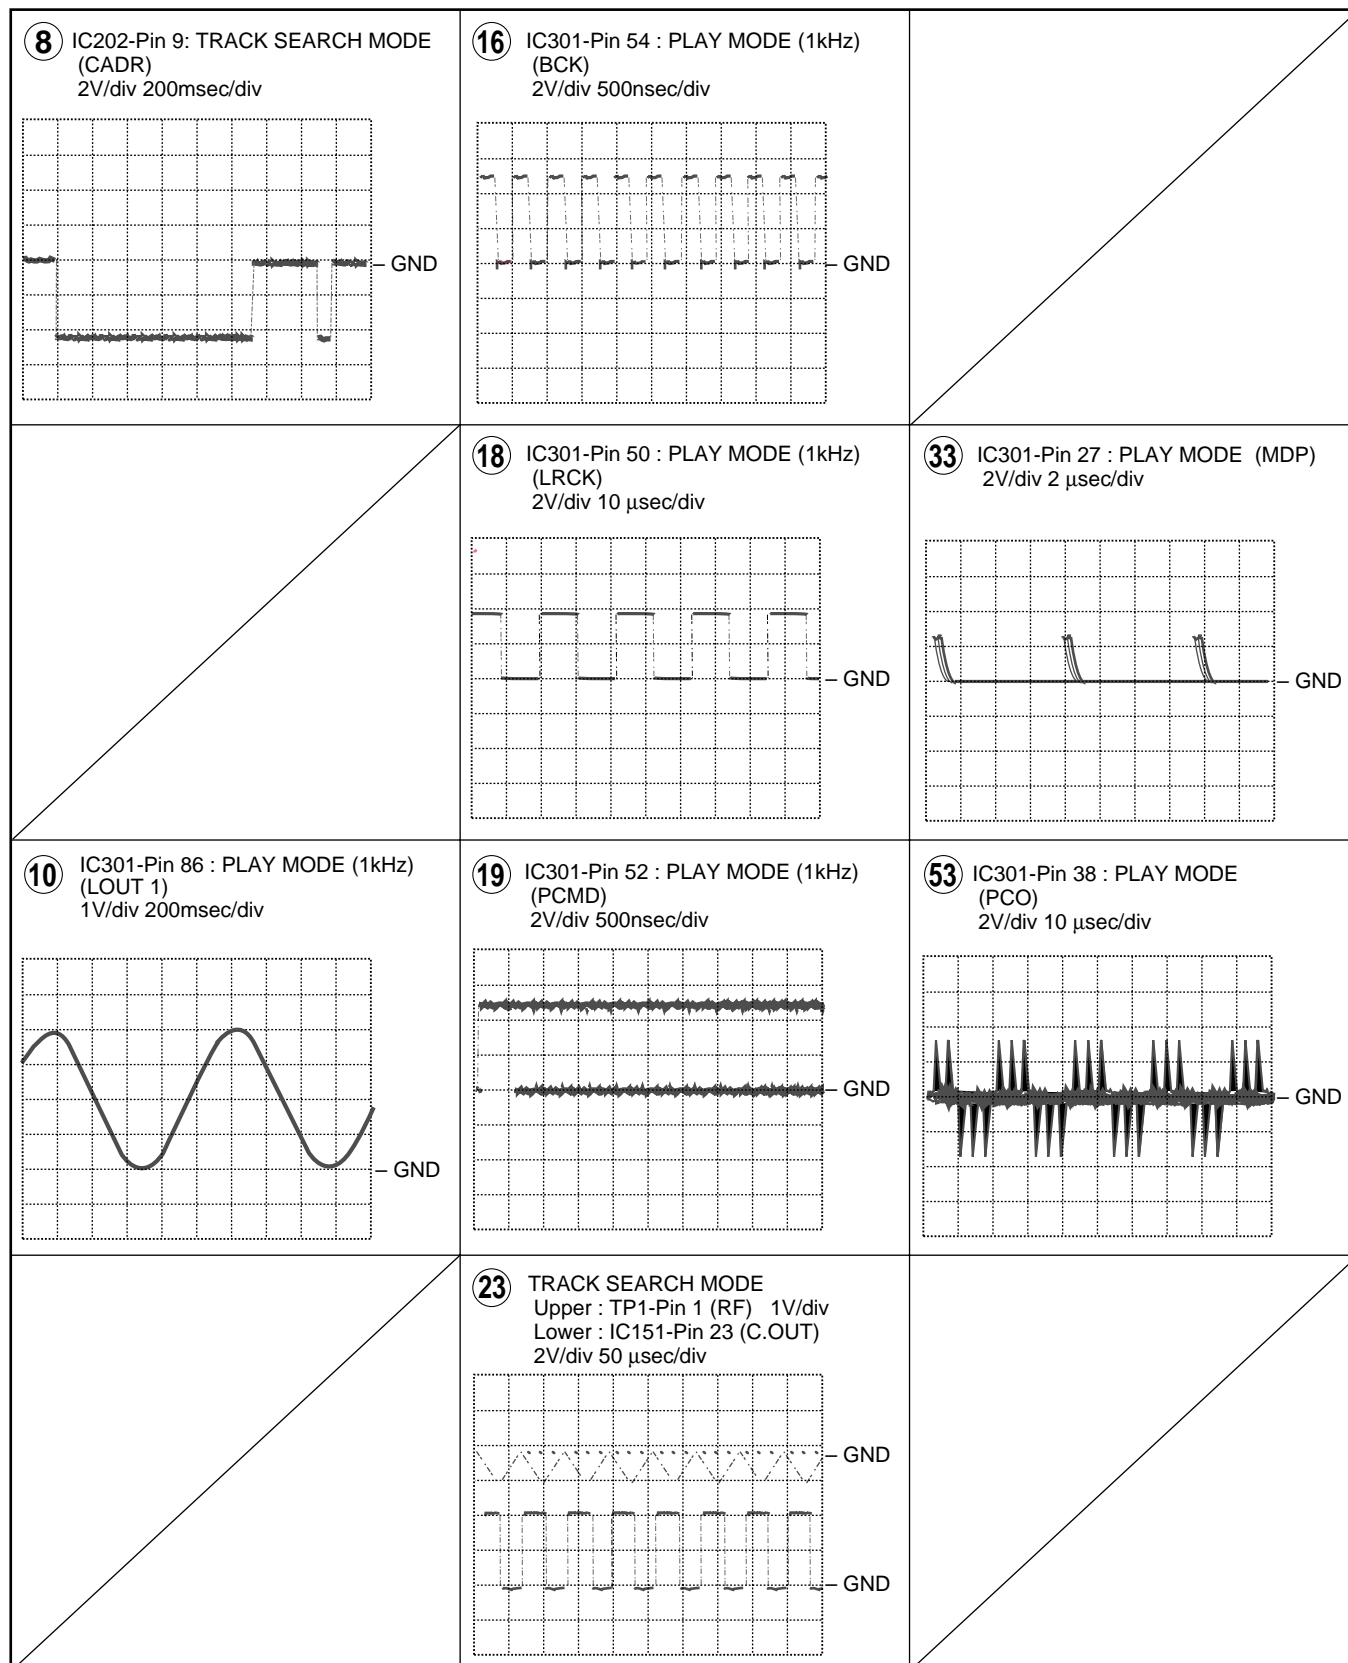 8 IC202-Pin 9: TRACK SEARCH MODE
(CADR)
2V/div 200msec/div
– GND
16 IC301-Pin 54 : PLAY MODE (1kHz)
(BCK)
2V/div 500nsec/div
– GND
18 IC301-Pin 50 : PLAY MODE (1kHz)
(LRCK)
2V/div 10 μsec/div
– GND
33 IC301-Pin 27 : PLAY MODE (MDP)
2V/div 2 μsec/div
– GND
10 IC301-Pin 86 : PLAY MODE (1kHz)
(LOUT 1)
1V/div 200msec/div
– GND
19 IC301-Pin 52 : PLAY MODE (1kHz)
(PCMD)
2V/div 500nsec/div
– GND
53 IC301-Pin 38 : PLAY MODE
(PCO)
2V/div 10 μsec/div
– GND
23 TRACK SEARCH MODE
Upper : TP1-Pin 1 (RF) 1V/div
Lower : IC151-Pin 23 (C.OUT)
2V/div 50 μsec/div
– GND
– GND